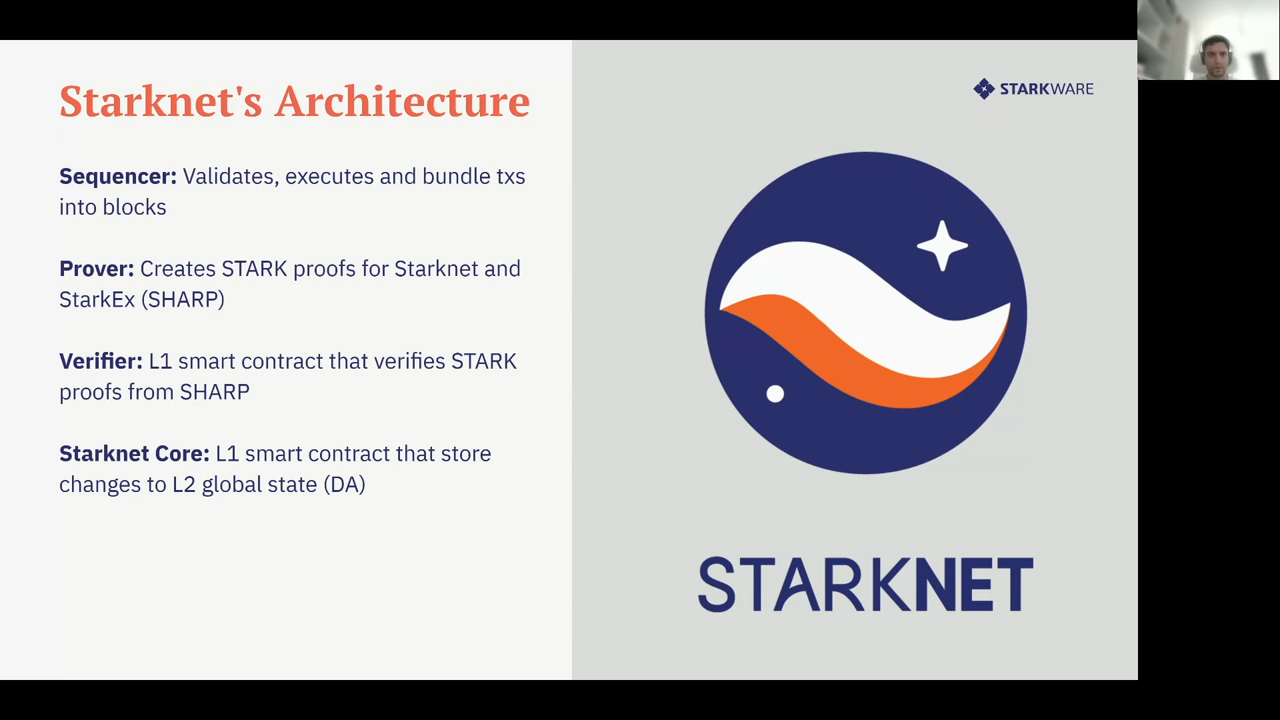 Starknet's Architecture
STARKWARE
Sequencer: Validates, executes and bundle txs
into blocks
Prover: Creates STARK proofs for Starknet and
StarkEx (SHARP)
Verifier: L1 smart contract that verifies STARK
proofs from SHARP
Starknet Core: L1 smart contract that store
changes to L2 global state (DA)
STARKNET